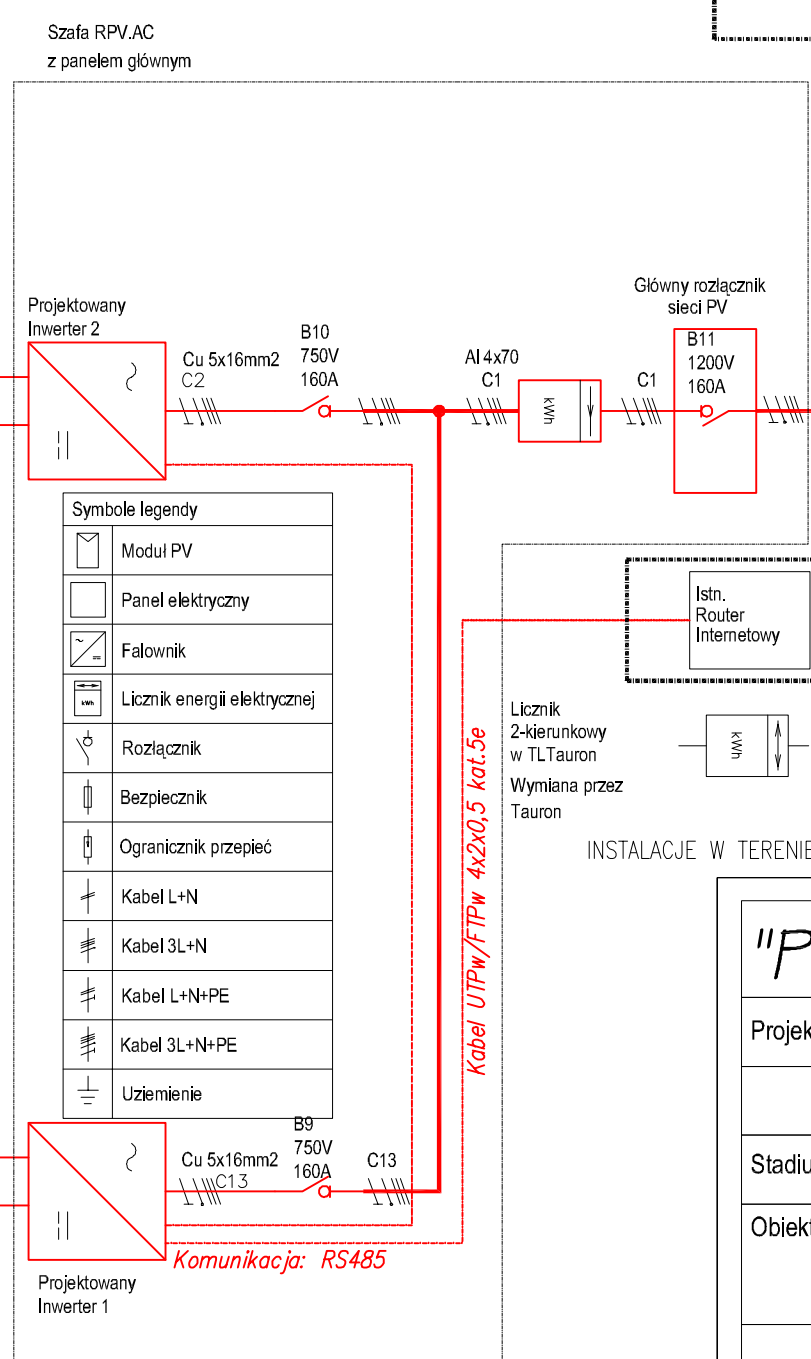 Szafa RPV.AC
z panelem głównym
Projektowany
Inwerter 2
Cu 5x16mm2
C2
B10
750V
160A
Al 4x70
C1
kWh
C1
Główny rozłącznik
sieci PV
B11
1200V
160A
Symbole legendy
Moduł PV
Panel elektryczny
Falownik
kWh
Licznik energii elektrycznej
Rozłącznik
Bezpiecznik
Ogranicznik przepięć
Kabel L+N
Kabel 3L+N
Kabel L+N+PE
Kabel 3L+N+PE
Uziemienie
Istn.
Router
Internetowy
Kabel UTPw/FTPw 4x2x0,5 kat.5e
Licznik
2-kierunkowy
w TLTauron
Wymiana przez
Tauron
kWh
INSTALACJE W TERENIE
"P
Projek
Stadiu
Obiekt
Cu 5x16mm2
C13
B9
750V
160A
C13
Komunikacja: RS485
Projektowany
Inwerter 1